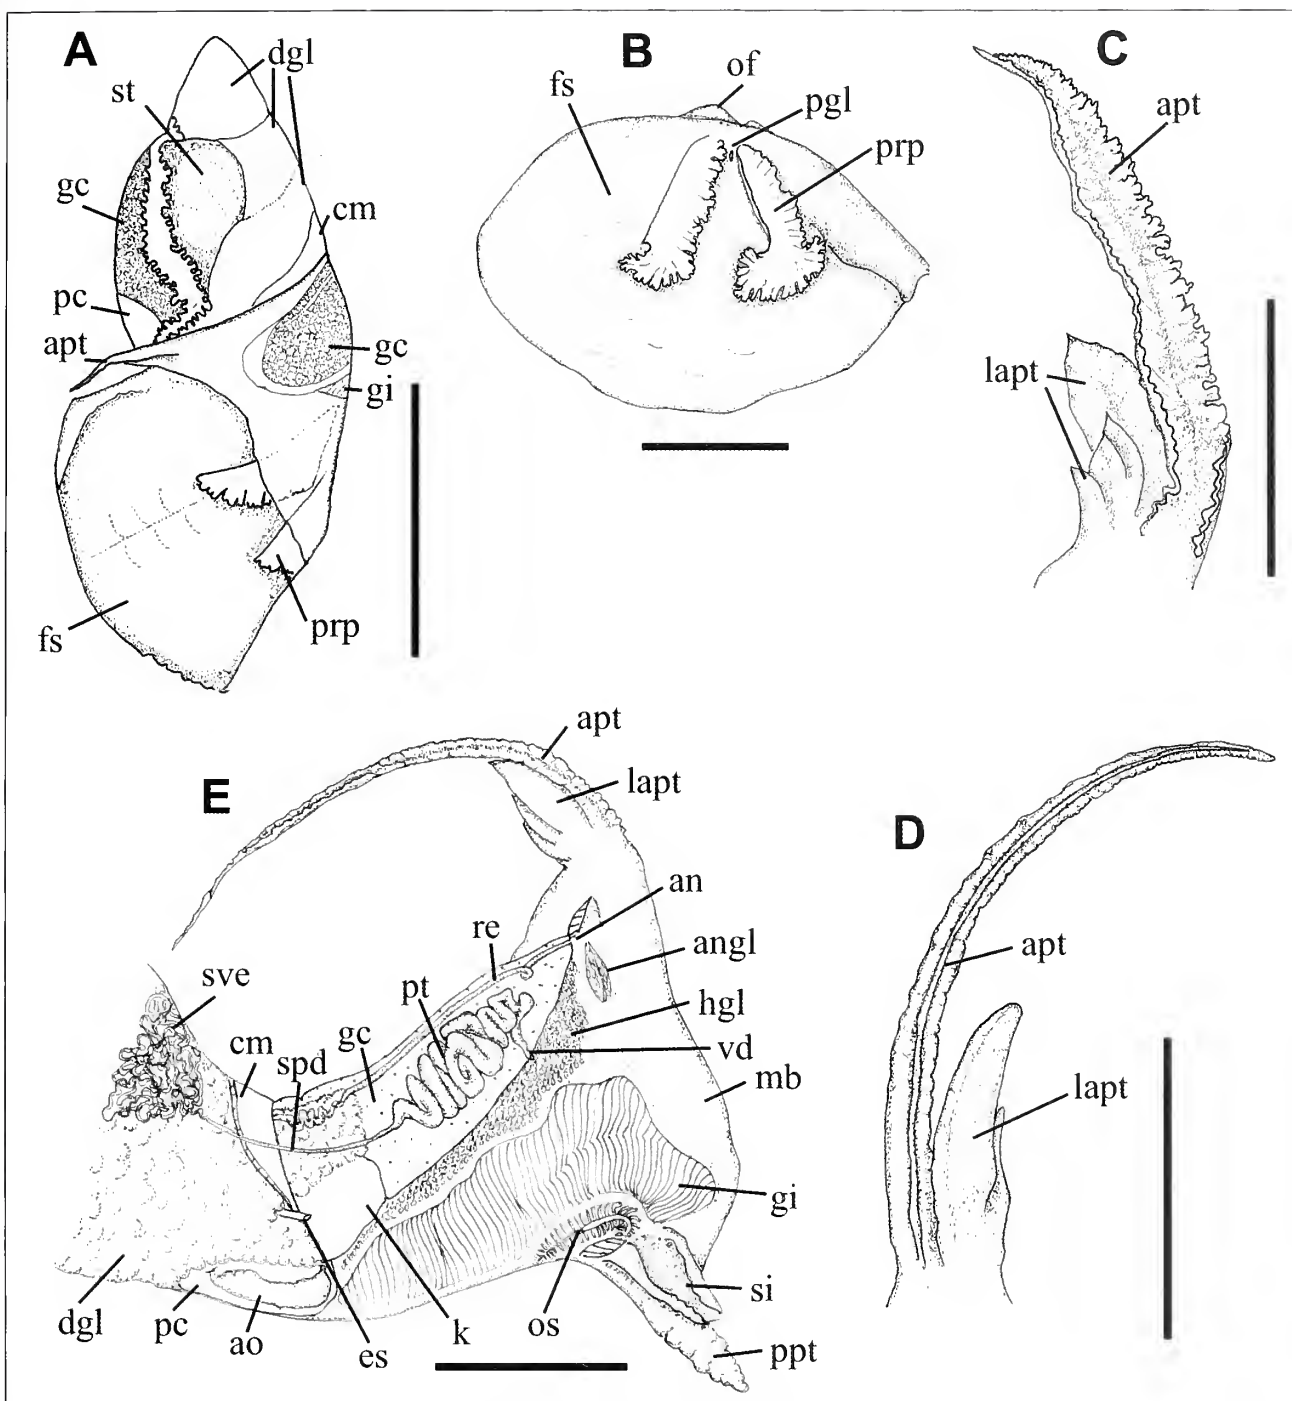 A
dgl
st
gc
cm
pc
apt
gc
gi
fs
prp
B
of
fs
pgl
prp
C
apt
lapt
E
apt
lapt
an
re
angl
sve
pt
hgl
cm
spd
gc
vd
mb
gi
si
dgl
pc
ao
es
k
os
ppt
D
apt
lapt